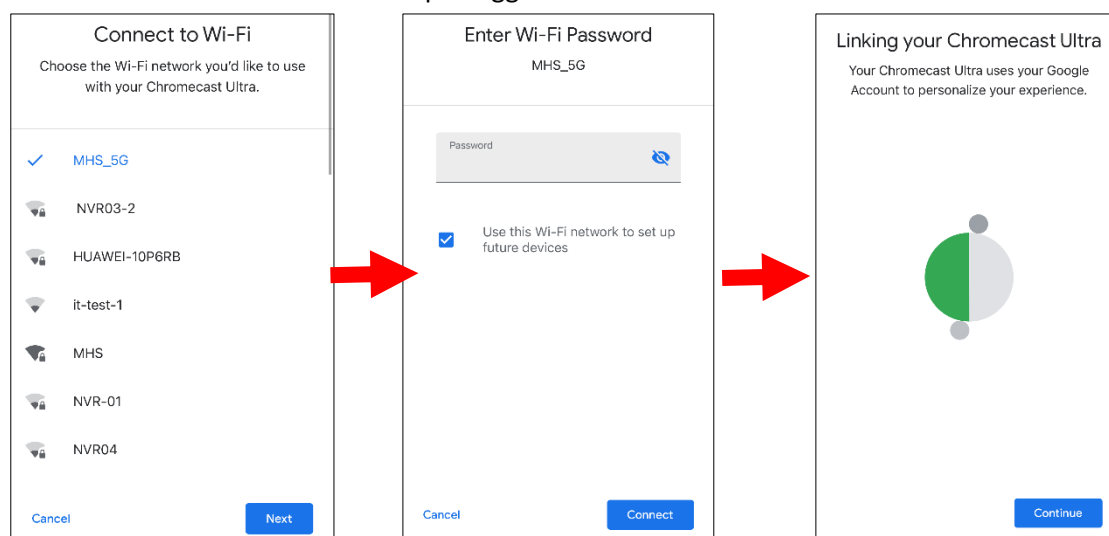 Connect to Wi-Fi
Choose the Wi-Fi network you'd like to use
with your Chromecast Ultra.
MHS_5G
NVR03-2
HUAWEI-10P6RB
it-test-1
MHS
NVR-01
NVR04
Cancel
Next
Enter Wi-Fi Password
MHS_5G
Password
Use this Wi-Fi network to set up
future devices
Cancel
Connect
Linking your Chromecast Ultra
Your Chromecast Ultra uses your Google
Account to personalize your experience.
Continue